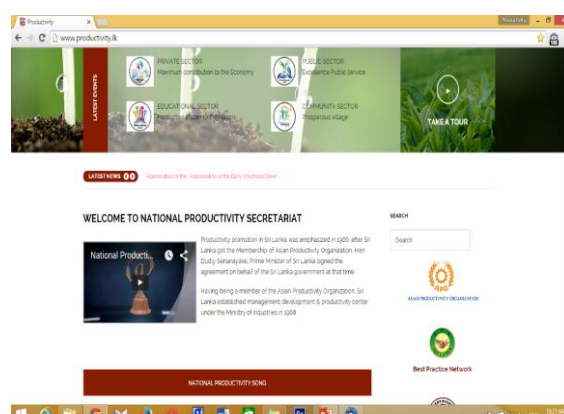 Productivity
www.productivity.lk
LATEST EVENTS
PRIVATE SECTOR
Maximum contribution to the Economy
PUBLIC SECTOR
Excellence Public service
EDUCATIONAL SECTOR
COMMUNITY SECTOR
Prosperous village
TAKE A TOUR
LATEST NEWS
WELCOME TO NATIONAL PRODUCTIVITY SECRETARIAT
National Producti...
Productivity promotion in Sri Lanka was emphasized in 1966, after Sri
Lanka got the Membership of Asian Productivity Organization. Hon
Dudly Senanayake, Prime Minister of Sri Lanka signed the
agreement on behalf of the Sri Lanka government at that time.
Having being a member of the Asian Productivity Organization, Sri
Lanka established management development & productivity center
under the Ministry of industries in 1968
NATIONAL PRODUCTIVITY SONG
SEARCH
Search
APO
ASIAN PRODUCTIVITY ORGANIZATION
Best Practice Network